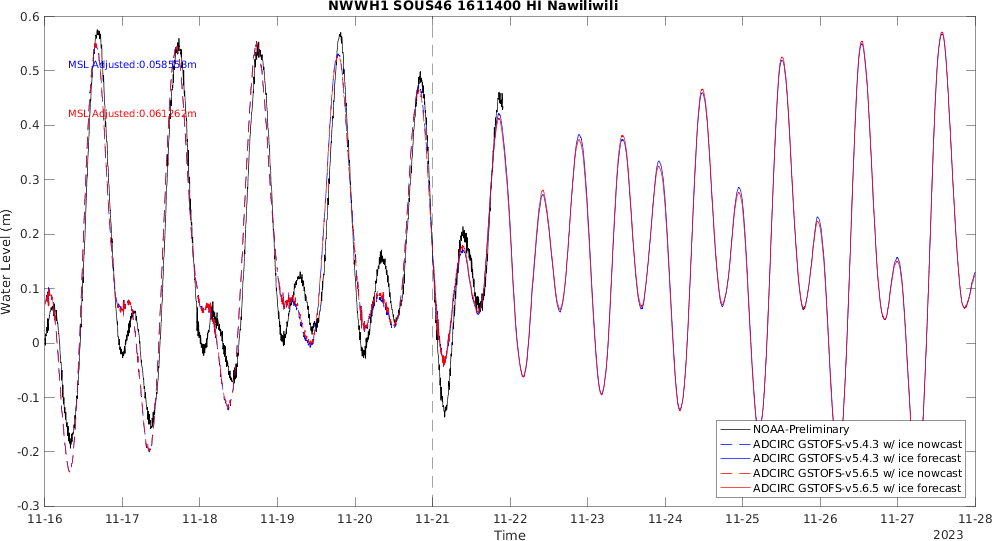 NWWH1 SOUS46 1611400 HI Nawiliwili
0.6
0.5
0.4
0.3
0.2
0.1
0
-0.1
-0.2
-0.3
Water Level (m)
MSL Adjusted:0.058558m
MSL Adjusted:0.061262m
NOAA-Preliminary
ADCIRC GSTOFS-v5.4.3 w/ ice nowcast
ADCIRC GSTOFS-v5.4.3 w/ ice forecast
ADCIRC GSTOFS-v5.6.5 w/ ice nowcast
ADCIRC GSTOFS-v5.6.5 w/ ice forecast
11-16 11-17 11-18 11-19 11-20 11-21 11-22 11-23 11-24 11-25 11-26 11-27 11-28
Time
2023